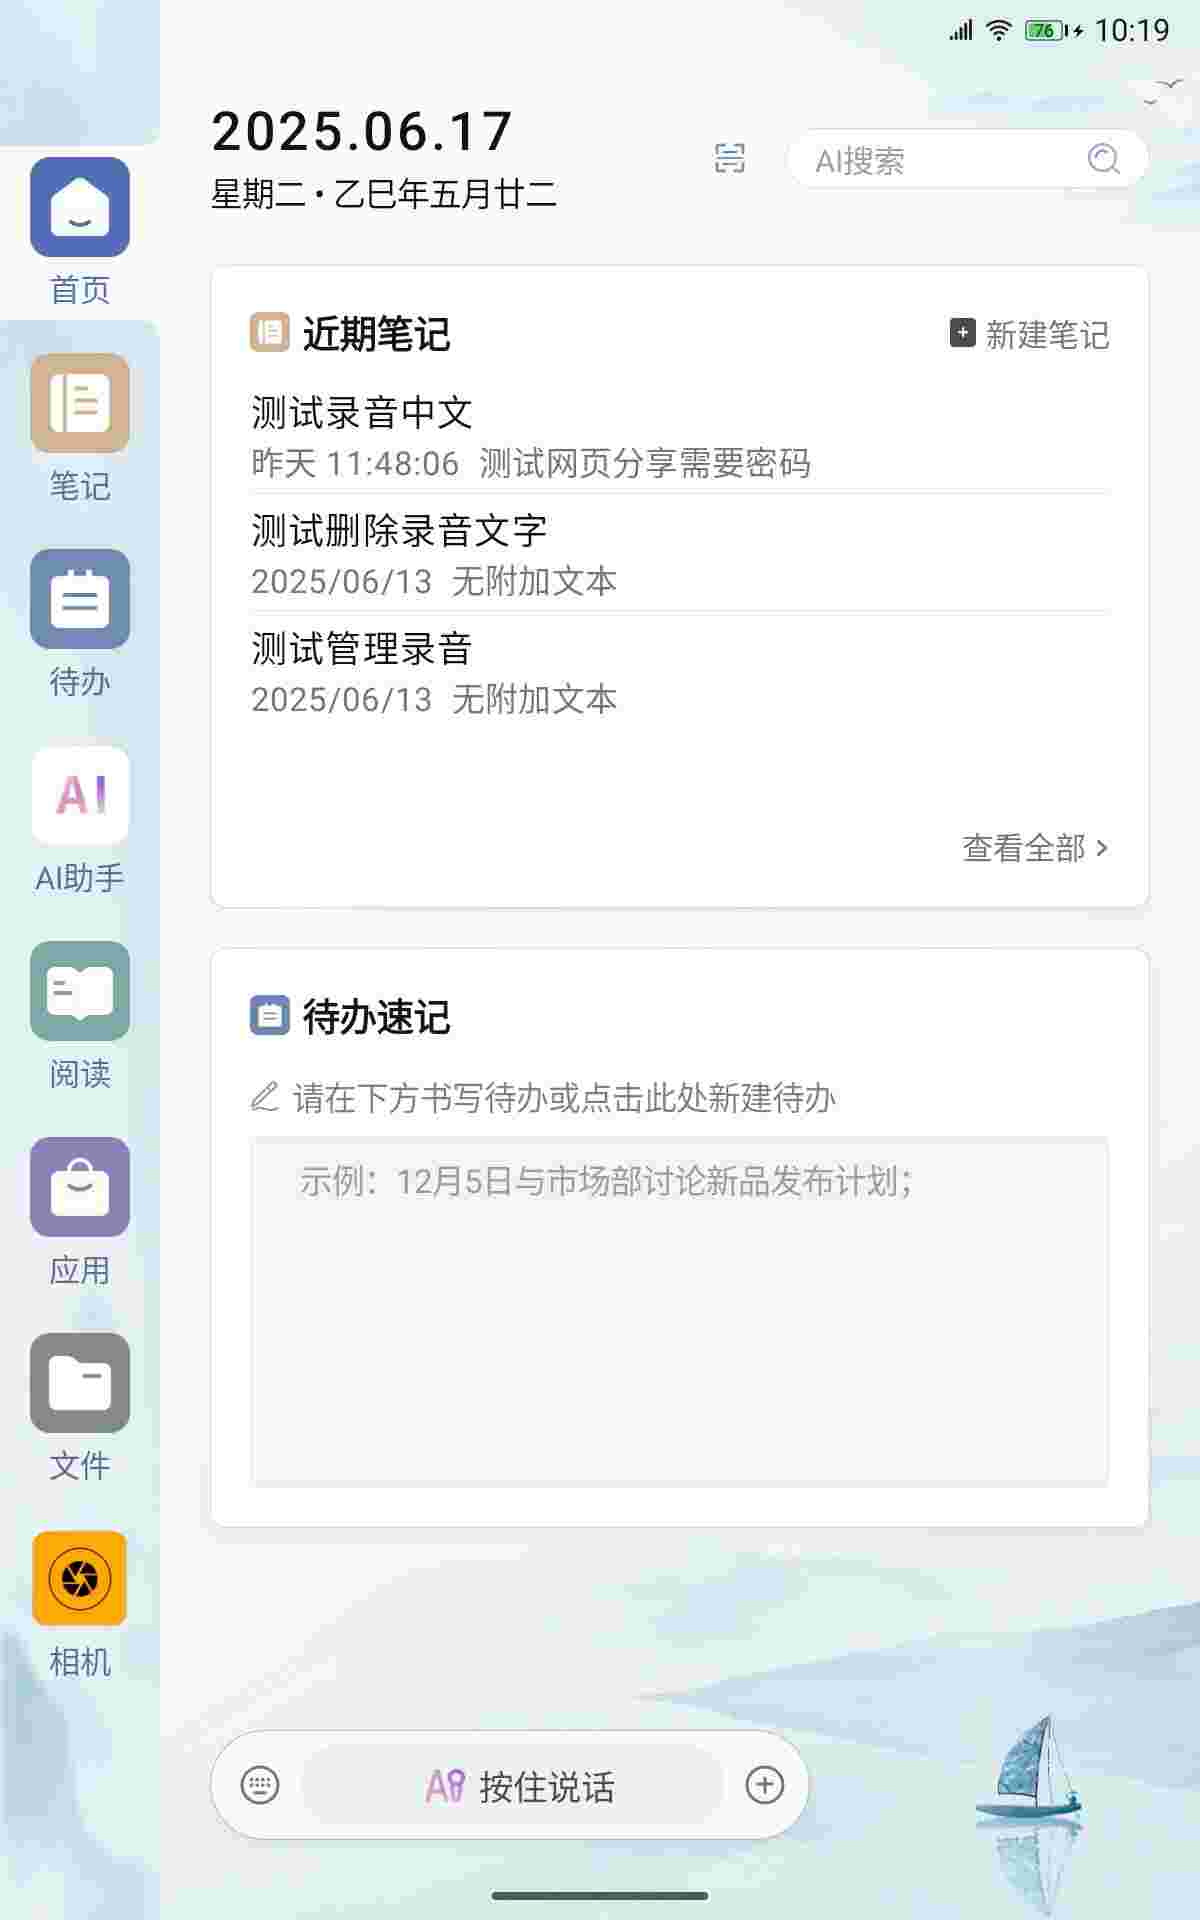 76 10:19
2025.06.17
星期二·乙巳年五月廿二
AI搜索
首页
笔记
待办
AI
AI助手
阅读
应用
文件
相机
近期笔记
新建笔记
测试录音中文
昨天 11:48:06 测试网页分享需要密码
测试删除录音文字
2025/06/13 无附加文本
测试管理录音
2025/06/13 无附加文本
查看全部 >
待办速记
请在下方书写待办或点击此处新建待办
示例：12月5日与市场部讨论新品发布计划；
AI 按住说话